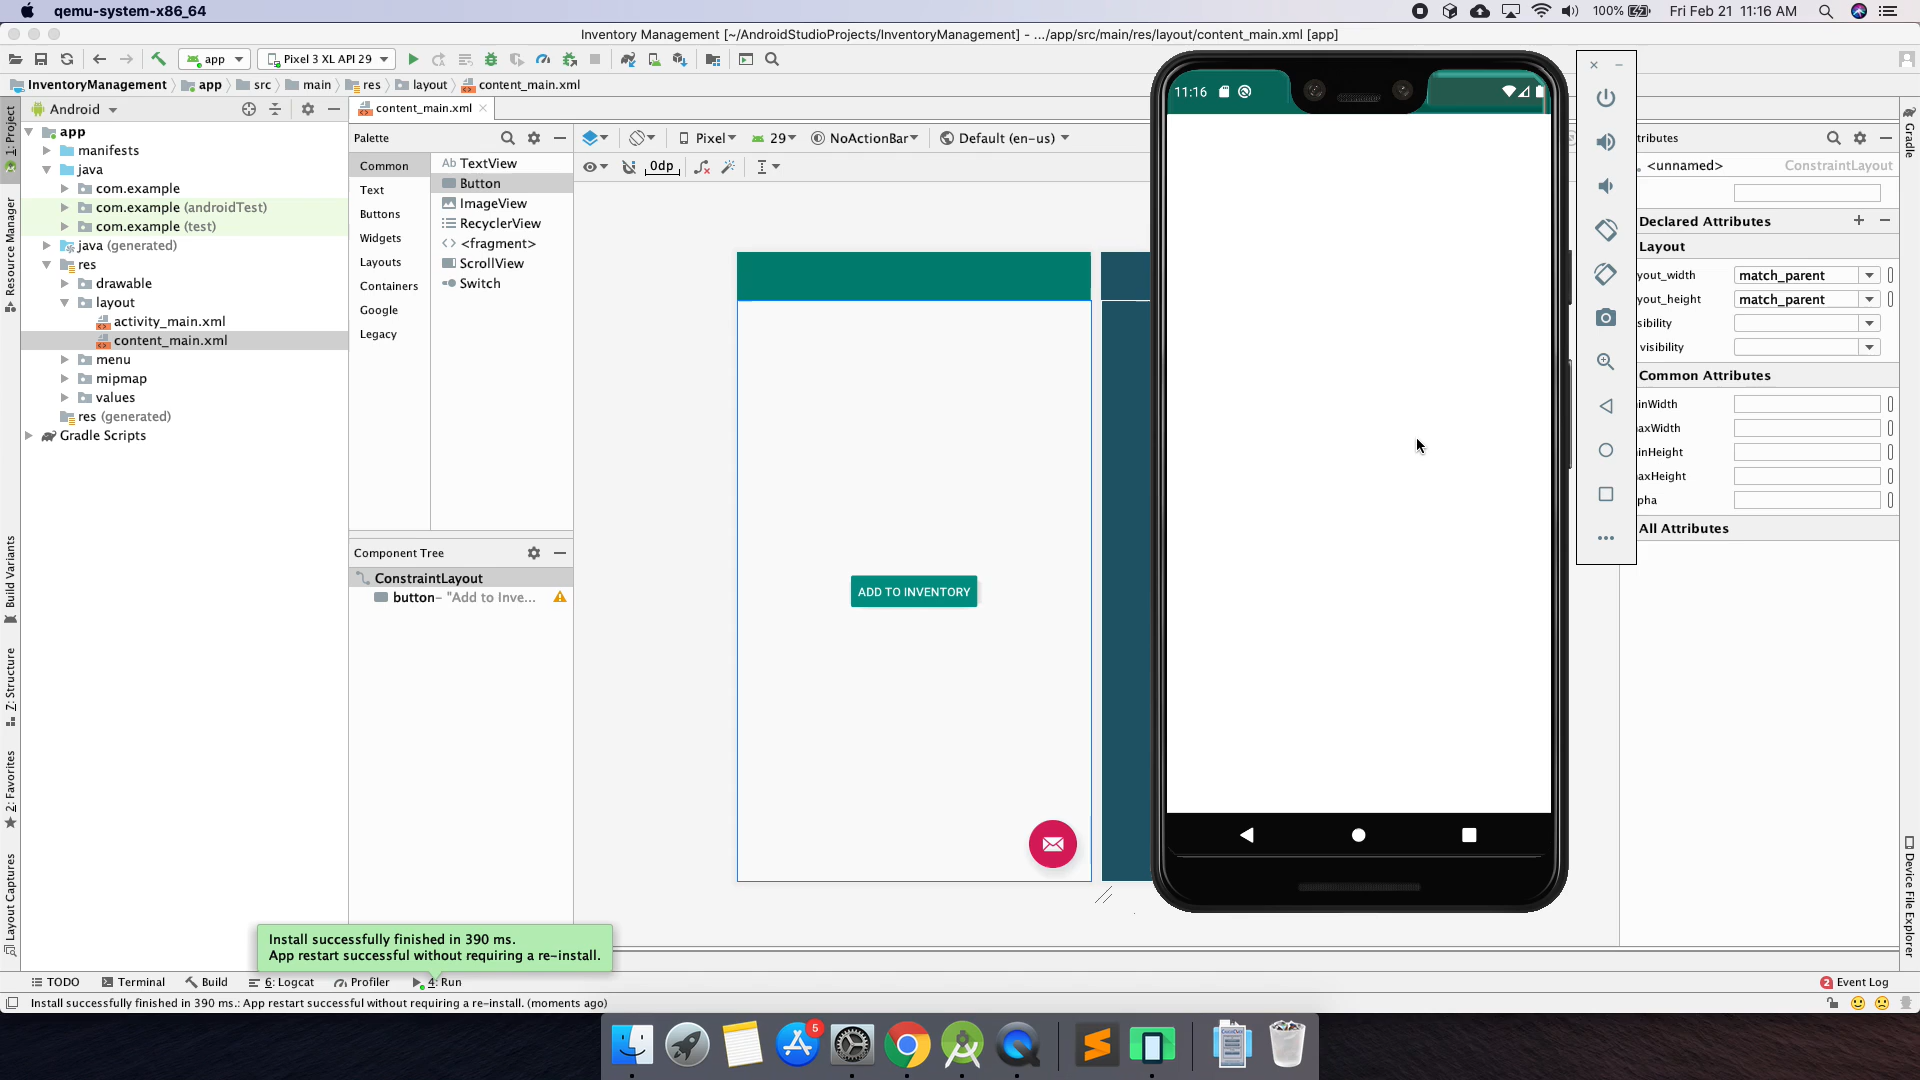 qemu-system-x86_64
100%
Fri Feb 21 11:16 AM
Inventory Management [~/AndroidStudioProjects/InventoryManagement] - .../app/src/main/res/layout/content_main.xml [app]
app
Pixel 3 XL API 29
InventoryManagement
app
src
main
res
layout
content_main.xml
1: Project
Resource Manager
Build Variants
Z: Structure
2: Favorites
Layout Captures
Android
app
manifests
java
com.example
com.example (androidTest)
com.example (test)
java (generated)
res
drawable
layout
activity_main.xml
content_main.xml
menu
mipmap
values
res (generated)
Gradle Scripts
content_main.xml
Palette
Common
Text
Buttons
Widgets
Layouts
Containers
Google
Legacy
Ab TextView
Button
ImageView
RecyclerView
<fragment>
ScrollView
Switch
Component Tree
ConstraintLayout
button- "Add to Inve...
Pixel
29
NoActionBar
Default (en-us)
0dp
ADD TO INVENTORY
11:16
tributes
<unnamed>
ConstraintLayout
Declared Attributes
Layout
yout_width
match_parent
yout_height
match_parent
sibility
visibility
Common Attributes
inWidth
axWidth
inHeight
axHeight
pha
All Attributes
Gradle
Device File Explorer
Install successfully finished in 390 ms.
App restart successful without requiring a re-install.
TODO
Terminal
Build
6: Logcat
Profiler
4: Run
2
Event Log
Install successfully finished in 390 ms.: App restart successful without requiring a re-install. (moments ago)
5